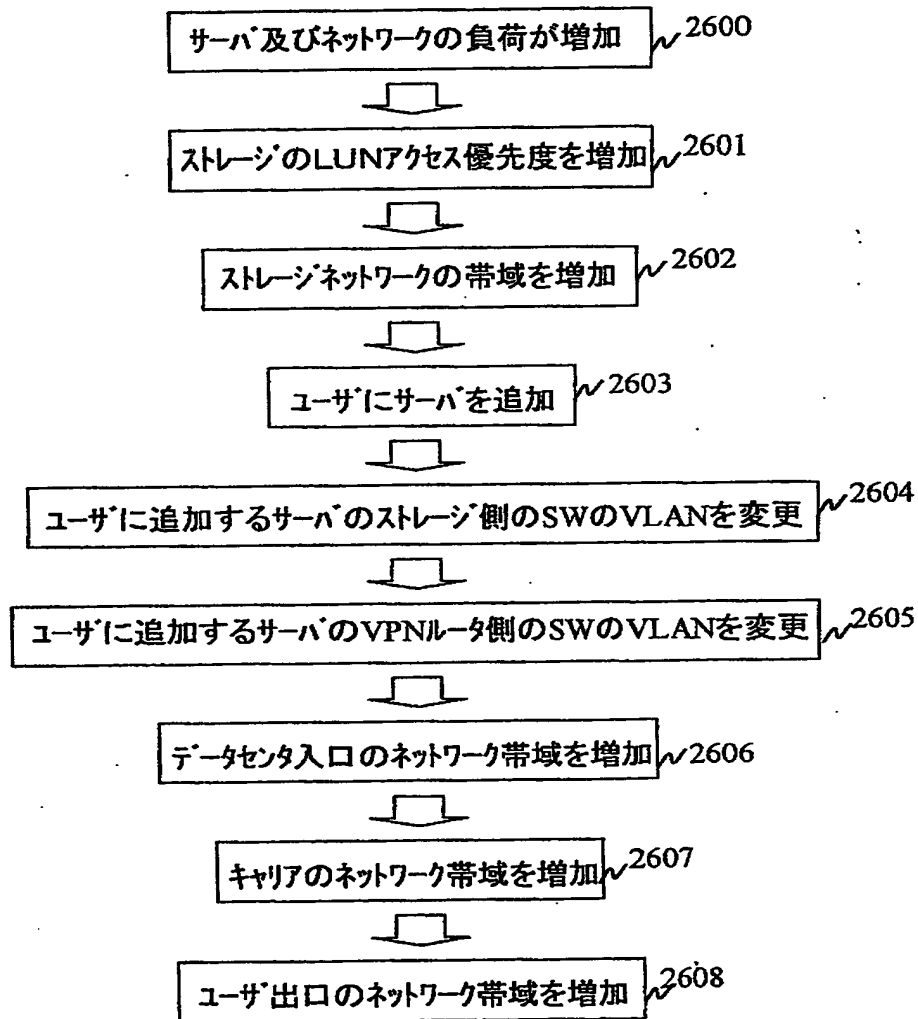 サーバ及びネットワークの負荷が増加 2600
ストレージのLUNアクセス優先度を増加 2601
ストレージネットワークの帯域を増加 2602
ユーザにサーバを追加 2603
ユーザに追加するサーバのストレージ側のSWのVLANを変更 2604
ユーザに追加するサーバのVPNルータ側のSWのVLANを変更 2605
データセンタ入口のネットワーク帯域を増加 2606
キャリアのネットワーク帯域を増加 2607
ユーザ出口のネットワーク帯域を増加 2608